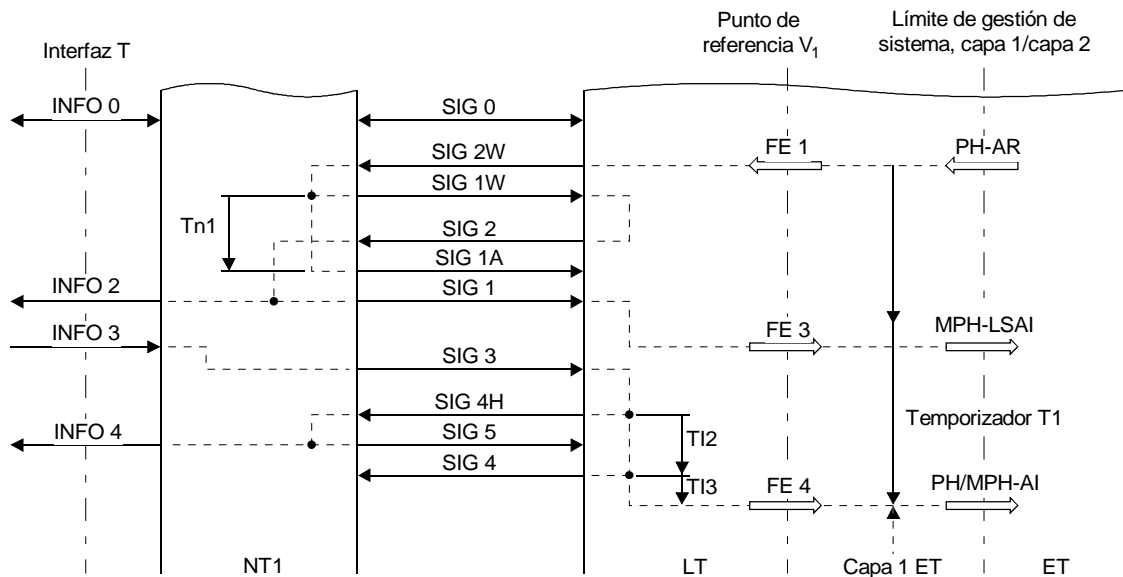 Punto de
referencia V1
Límite de gestión de
sistema, capa 1/capa 2
Interfaz T
INFO 0
SIG 0
SIG 2W
FE 1
PH-AR
SIG 1W
Tn1
SIG 2
SIG 1A
INFO 2
SIG 1
INFO 3
FE 3
MPH-LSAI
SIG 3
SIG 4H
INFO 4
SIG 5
Temporizador T1
TI2
SIG 4
TI3
FE 4
PH/MPH-AI
NT1
LT
Capa 1 ET
ET